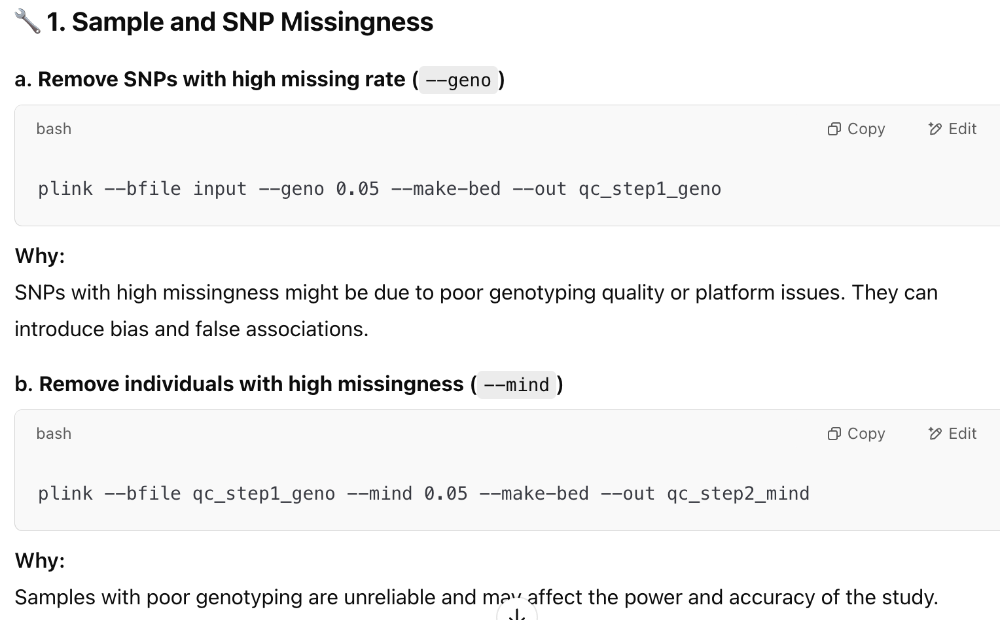 🔧 1. Sample and SNP Missingness
a. Remove SNPs with high missing rate (--geno)
bash
Copy
Edit
plink --bfile input --geno 0.05 --make-bed --out qc_step1_geno
Why:
SNPs with high missingness might be due to poor genotyping quality or platform issues. They can
introduce bias and false associations.
b. Remove individuals with high missingness (--mind)
bash
Copy
Edit
plink --bfile qc_step1_geno --mind 0.05 --make-bed --out qc_step2_mind
Why:
Samples with poor genotyping are unreliable and may affect the power and accuracy of the study.